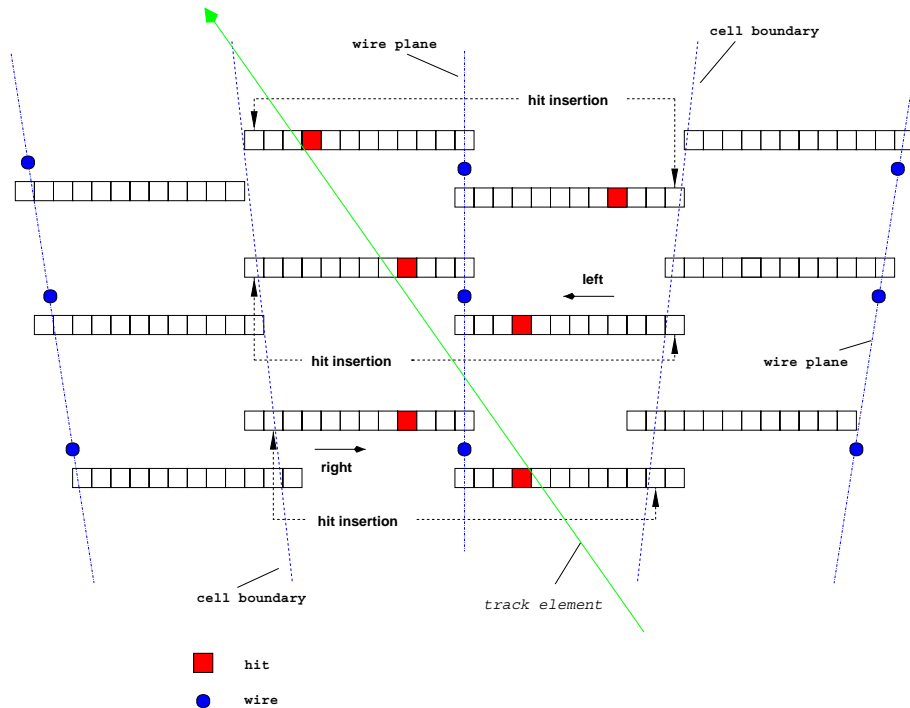 cell boundary
wire plane
hit insertion
left
hit insertion
wire plane
right
hit insertion
cell boundary
track element
hit
wire